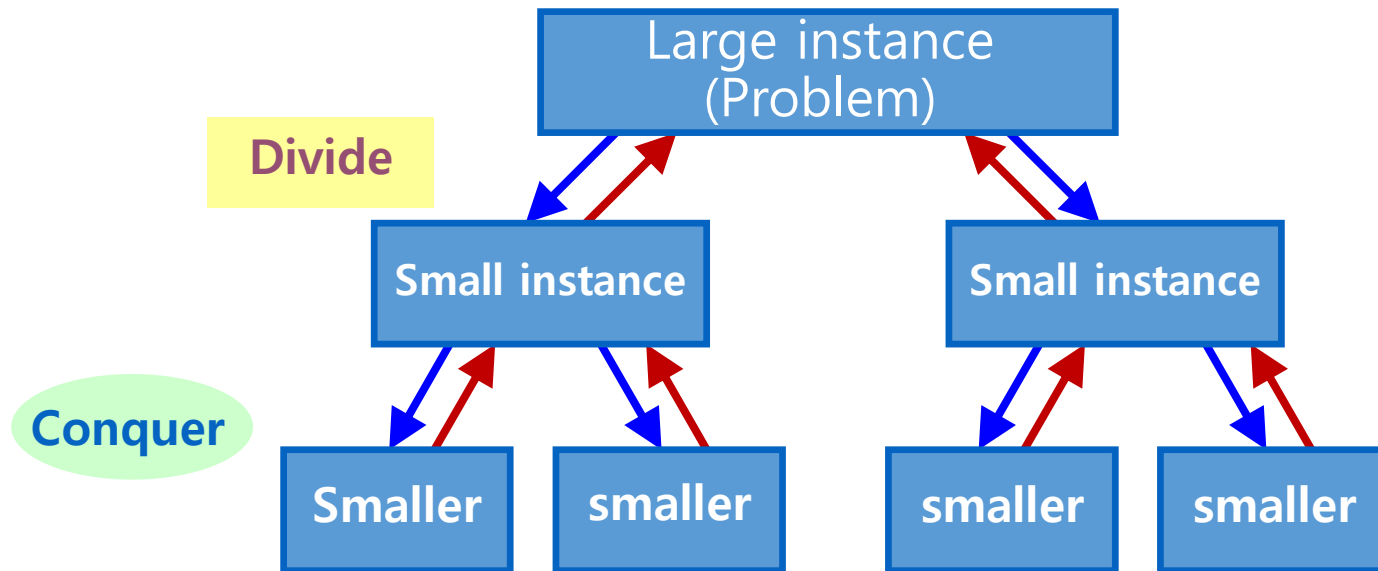 Large instance
(Problem)
Divide
Small instance
Small instance
Conquer
Smaller
smaller
smaller
smaller